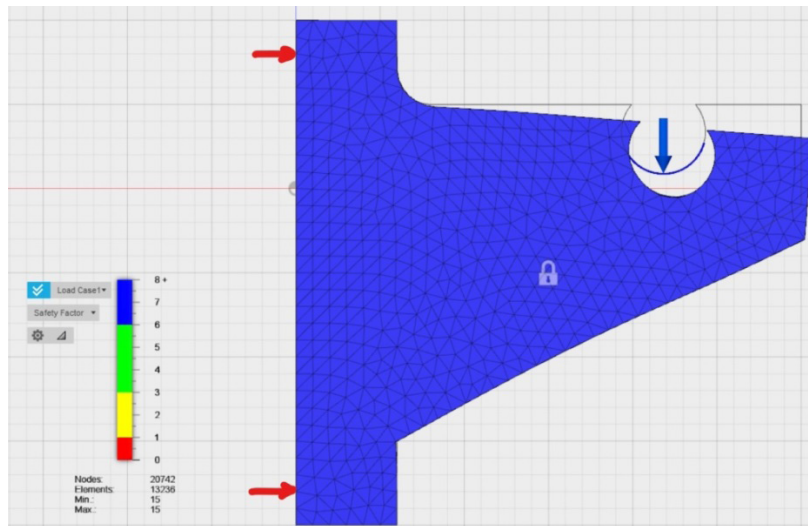 8 +
Load Case1
7
Safety Factor
6
5
4
3
2
1
0
Nodes: 20742
Elements: 13236
Min.: 15
Max.: 15